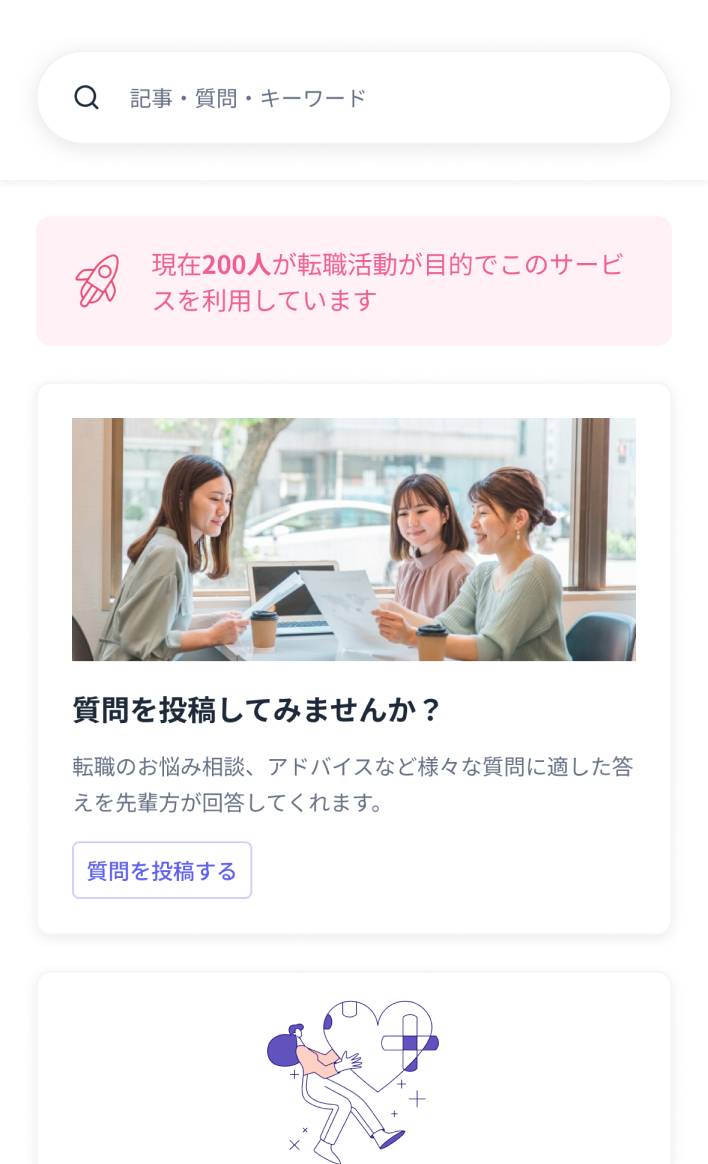 記事・質問・キーワード
現在200人が転職活動が目的でこのサービ
スを利用しています
質問を投稿してみませんか？
転職のお悩み相談、アドバイスなど様々な質問に適した答
えを先輩方が回答してくれます。
質問を投稿する